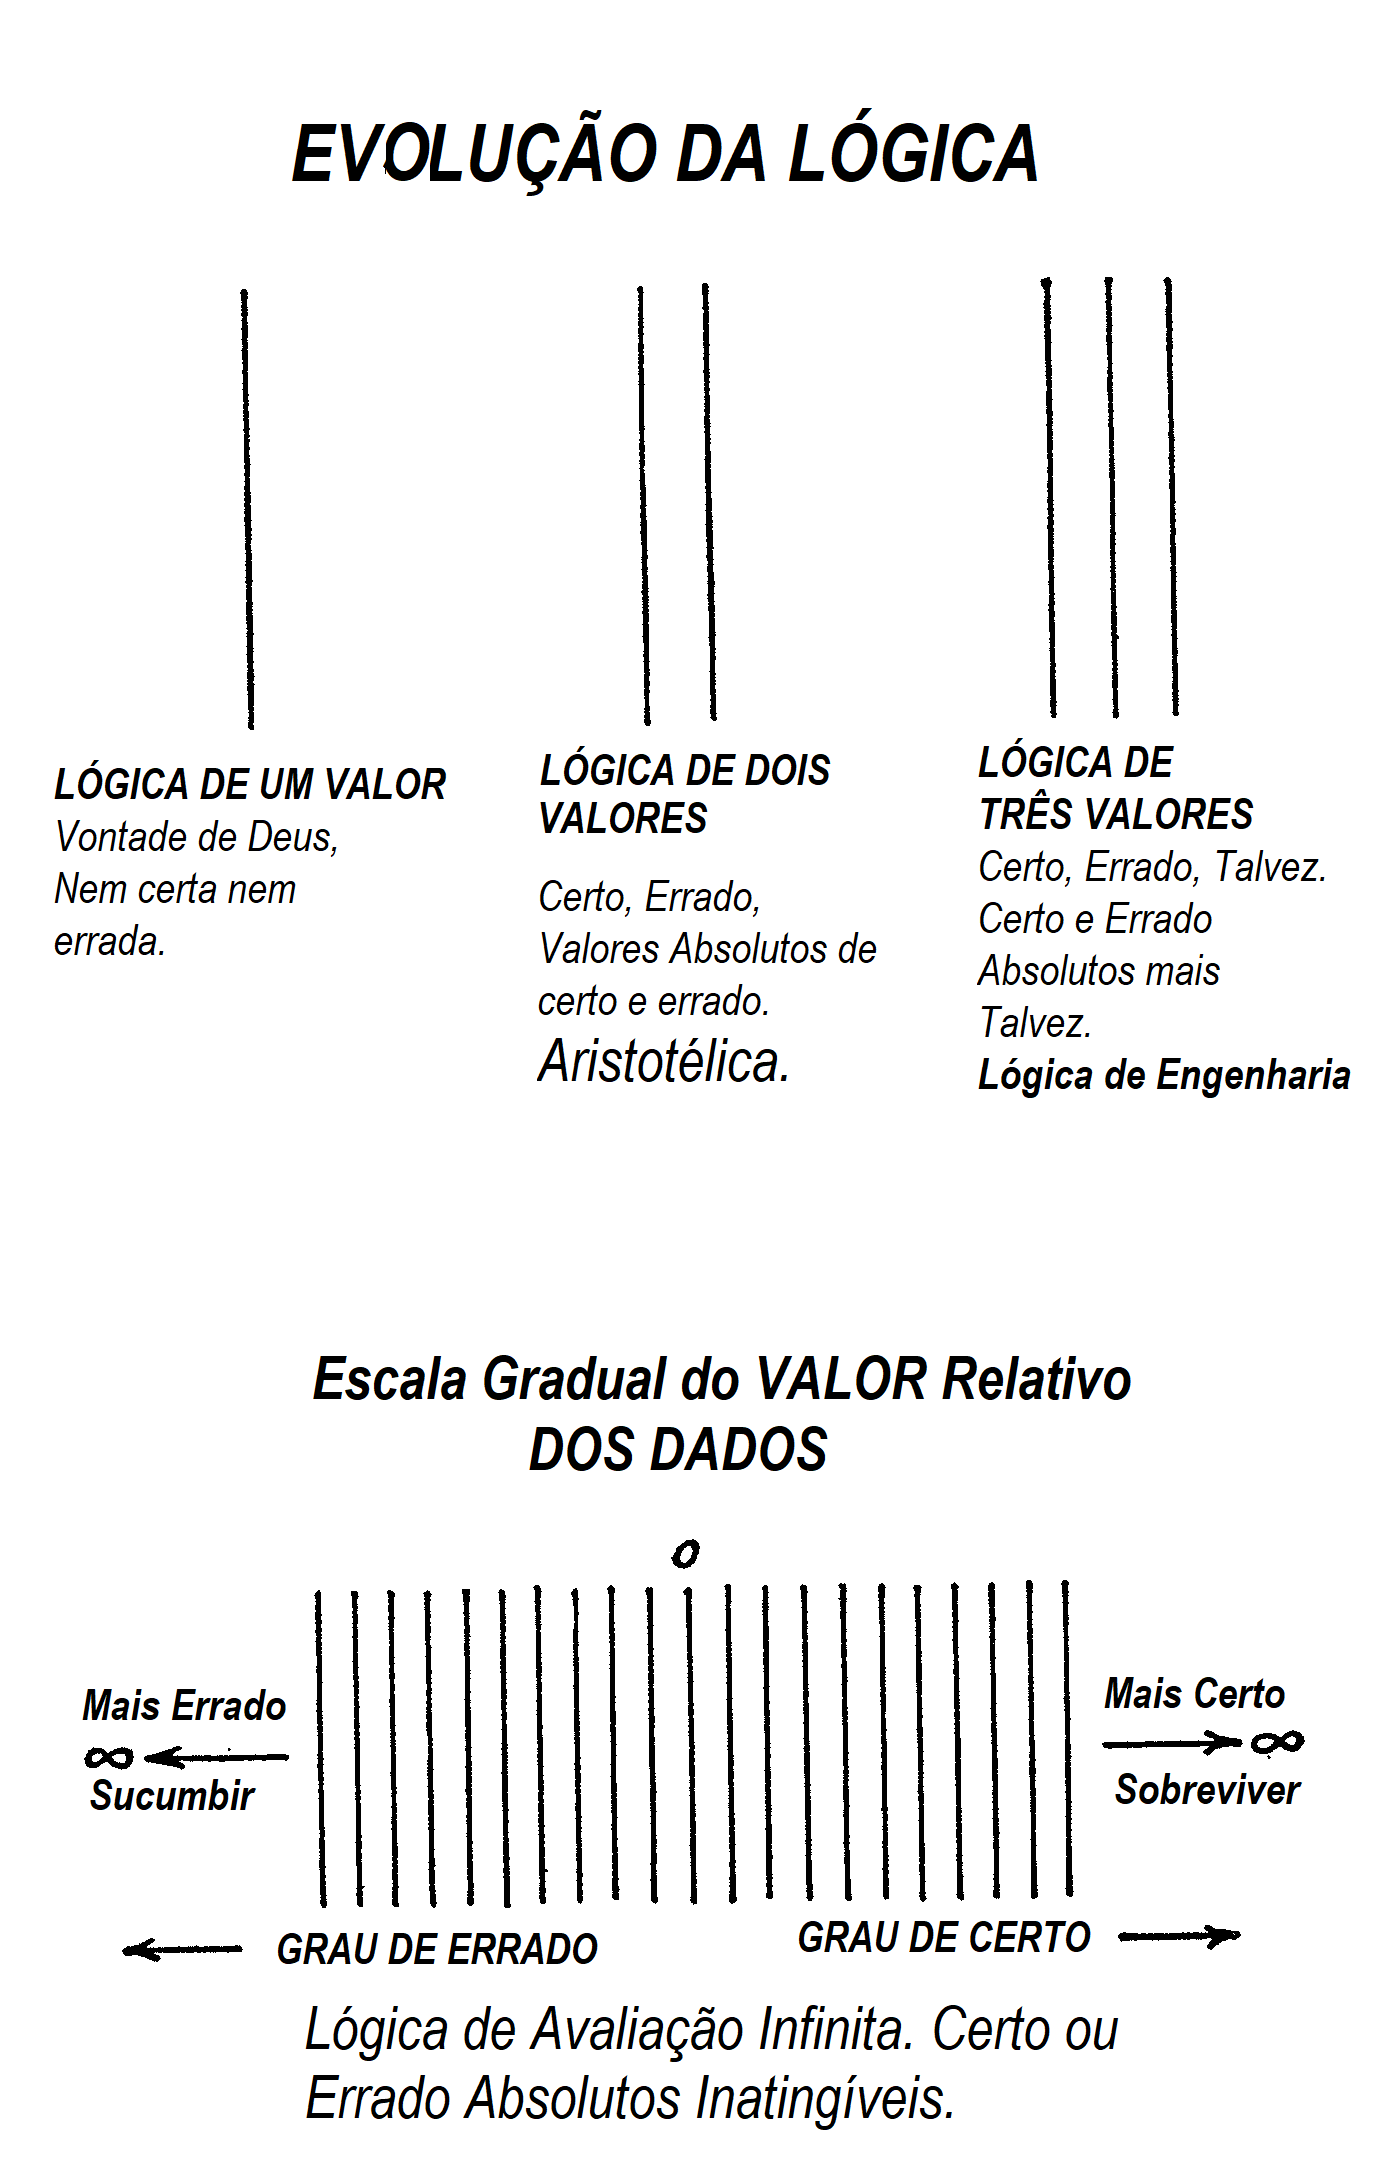 EVOLUÇÃO DA LÓGICA
LÓGICA DE UM VALOR
Vontade de Deus,
Nem certa nem
errada.
LÓGICA DE DOIS
VALORES
Certo, Errado,
Valores Absolutos de
certo e errado.
Aristotélica.
LÓGICA DE
TRÊS VALORES
Certo, Errado, Talvez.
Certo e Errado
Absolutos mais
Talvez.
Lógica de Engenharia
Escala Gradual do VALOR Relativo
DOS DADOS
0
Mais Errado
∞
Sucumbir
Mais Certo
∞
Sobreviver
GRAU DE ERRADO
GRAU DE CERTO
Lógica de Avaliação Infinita. Certo ou
Errado Absolutos Inatingíveis.